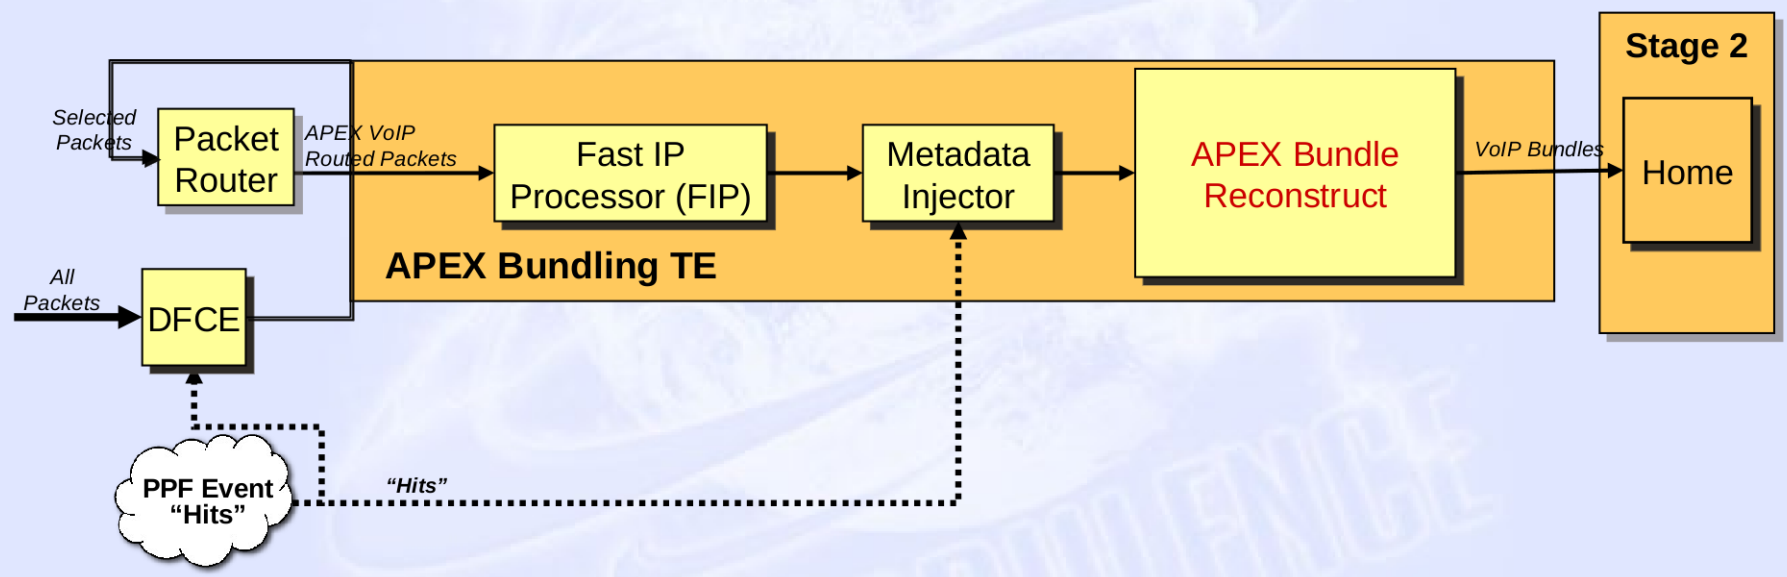 Stage 2
Selected
Packets
Packet
Router
APEX VoIP
Routed Packets
Fast IP
Processor (FIP)
Metadata
Injector
APEX Bundle
Reconstruct
VoIP Bundles
Home
APEX Bundling TE
All
Packets
DFCE
PPF Event
“Hits”
“Hits”